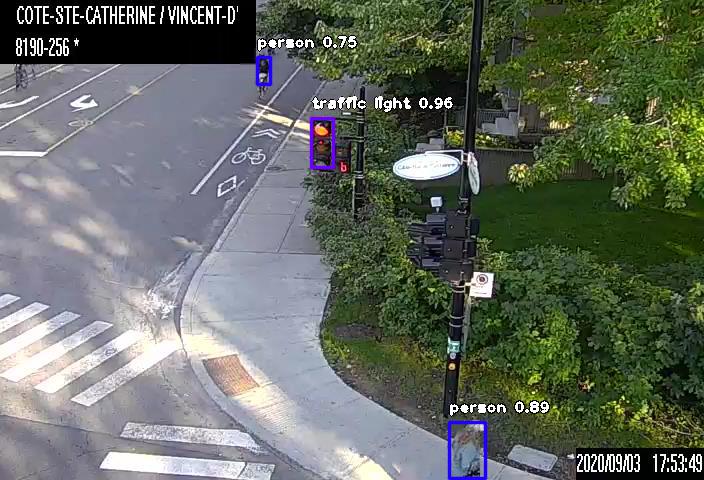 COTE-STE-CATHERINE / VINCENT-D'
8190-256 *
person 0.75
traffic light 0.96
person 0.89
2020/09/03 17:53:49